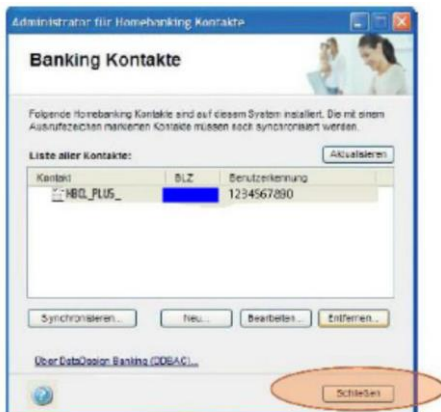 Administrator für Homebanking Kontakte
Banking Kontakte
Folgende Homebanking Kontakte sind auf diesem System installiert. Die mit einem
Ausrufezeichen markierten Kontakte müssen noch synchronisiert werden.
Liste aller Kontakte:
Aktualisieren
Kontakt BLZ Benutzerkennung
HBCI_PLUS_ 1234567890
Synchronisieren... Neu... Bearbeiten... Entfernen...
Über DataDesign Banking (DDBAC)...
Schließen